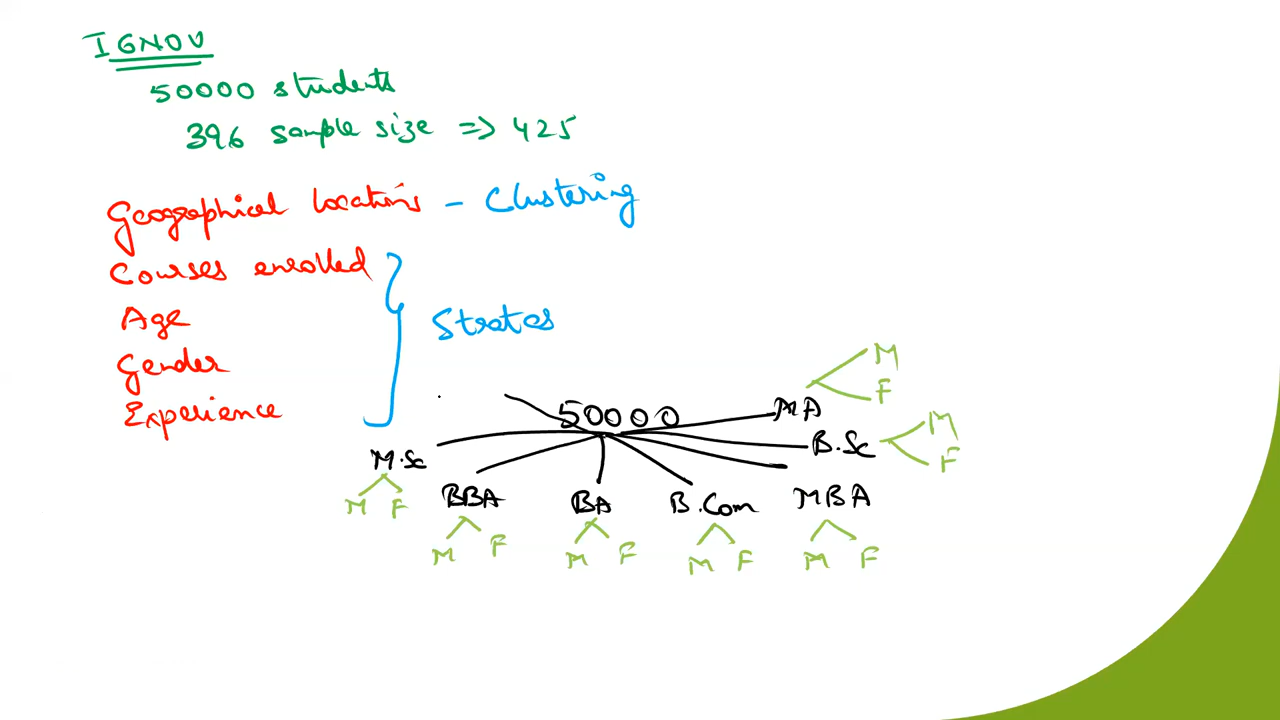 IGNOU
50000 students
396 sample size => 425
Geographical locations - Clustering
Courses enrolled
Age
Gender
Experience
Stratas
50000
MA
M
F
B.Sc
M
F
M.Sc
M F
BBA
M F
BA
M F
B.Com
M F
MBA
M F